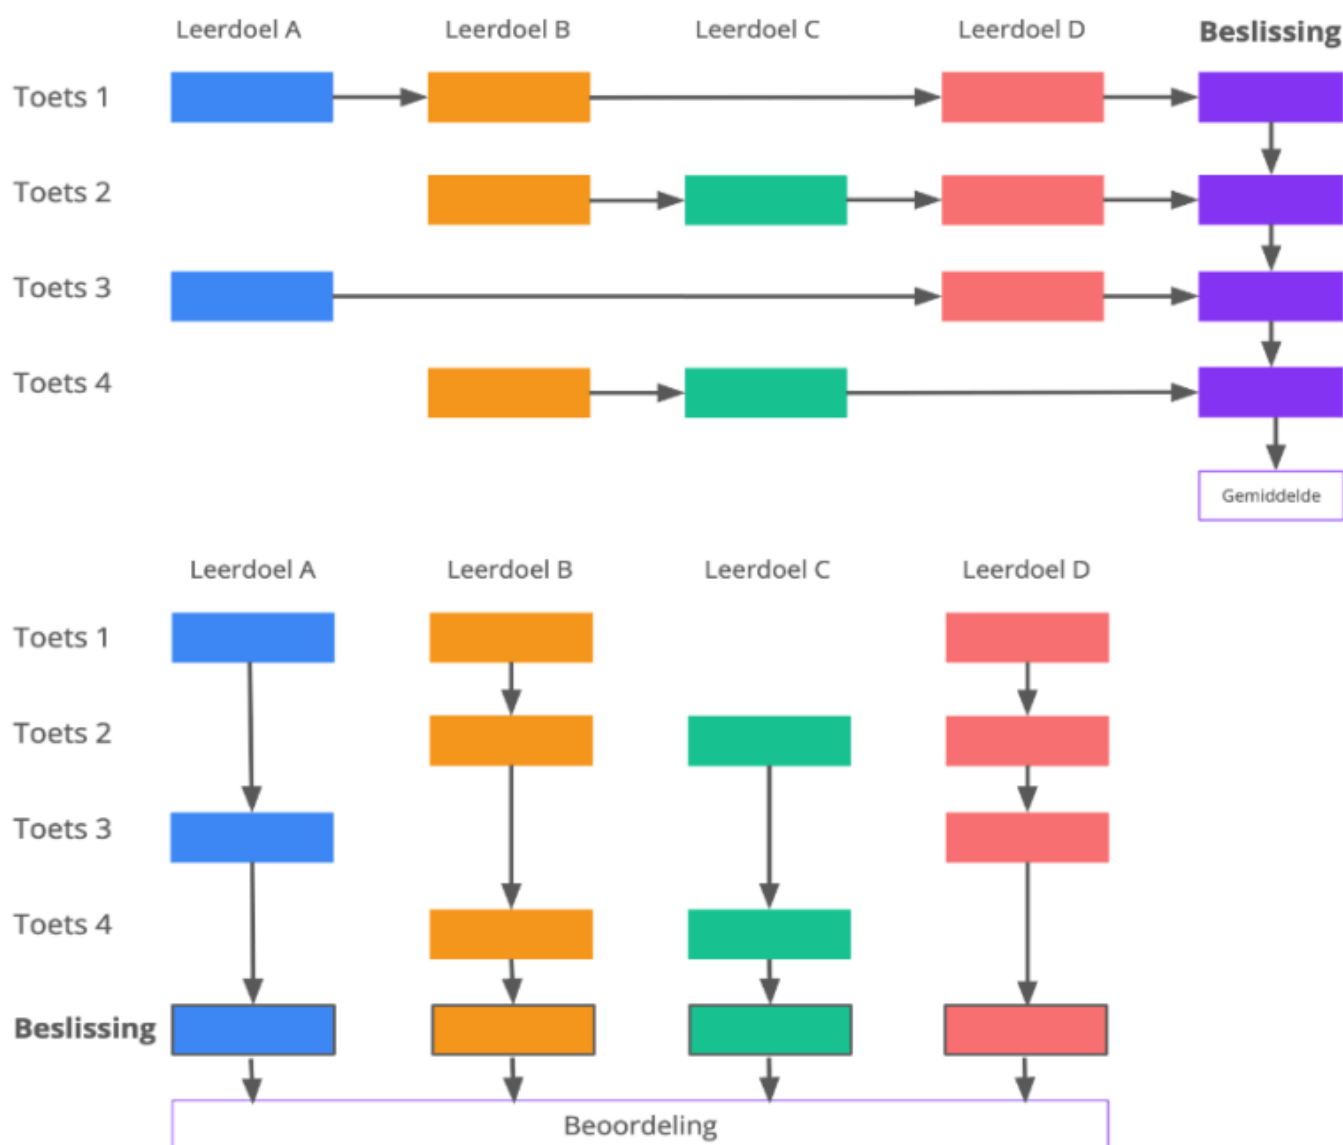 Leerdoel A Leerdoel B Leerdoel C Leerdoel D Beslissing
Toets 1
Toets 2
Toets 3
Toets 4
Gemiddelde
Leerdoel A Leerdoel B Leerdoel C Leerdoel D
Toets 1
Toets 2
Toets 3
Toets 4
Beslissing
Beoordeling